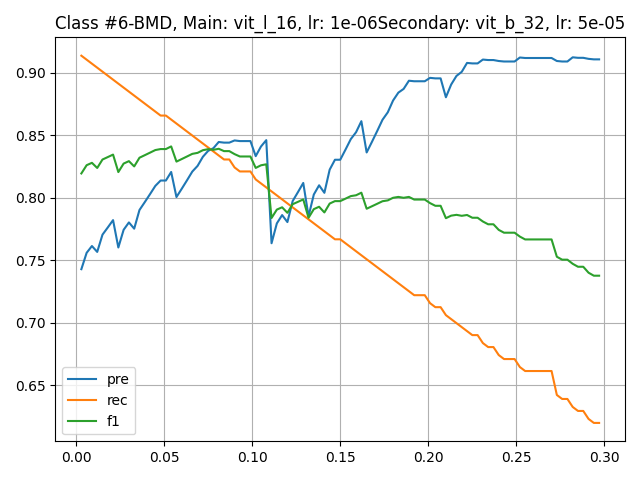 Class #6-BMD, Main: vit_l_16, lr: 1e-06Secondary: vit_b_32, lr: 5e-05
0.90
0.85
0.80
0.75
0.70
0.65
pre
rec
f1
0.00 0.05 0.10 0.15 0.20 0.25 0.30